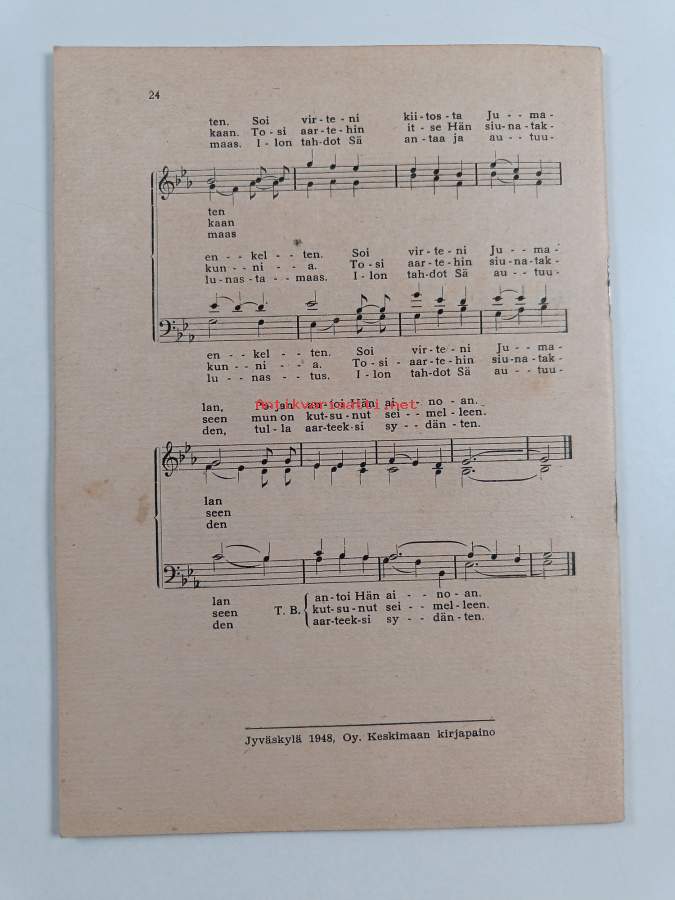 24
ten. Soi vir - te - ni kii - tos - ta Ju - - ma -
kaan. To - si aar - te - hin it - se Hän siu - na - tak -
maas. I - lon tah - dot Sä an - taa ja au - - tuu -
ten
kaan
maas
en - - kel - - ten. Soi vir - te - ni Ju - - ma -
kun - - ni - - a. To - si aar - te - hin siu - na - tak -
lu - nas - ta - - maas. I - lon tah - dot Sä au - - tuu -
en - - kel - - ten. Soi vir - te - ni Ju - - ma -
kun - - ni - - a. To - si - aar - te - hin siu - na - tak -
lu - - nas - - tus. I - lon tah - dot Sä au - - tuu -
lan, an - toi Hän ai - - no - an.
Antikvariaatti.net
seen mun on kut - su - nut sei - - mel - leen.
den, tul - la aar - teek - si sy - - dän - ten.
lan
seen
den
lan an - toi Hän ai - - no - an.
seen T. B. kut - su - nut sei - - mel - leen.
den aar - teek - si sy - - dän - ten.
Jyväskylä 1948, Oy. Keskimaan kirjapaino